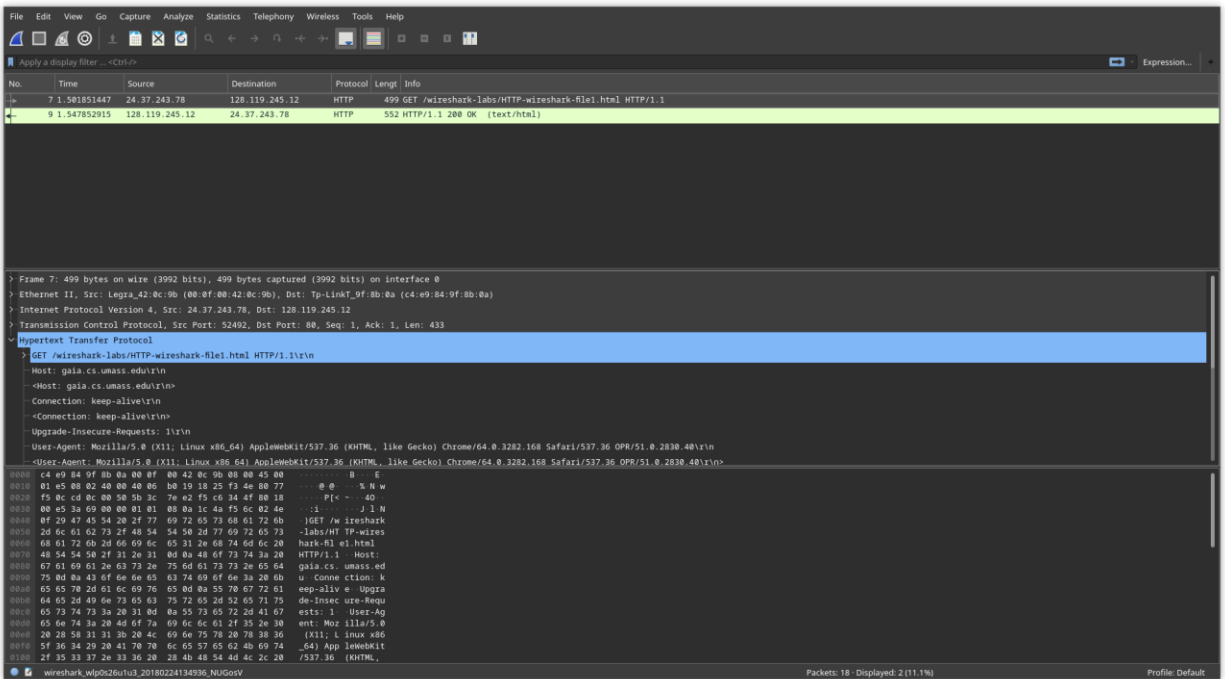 File Edit View Go Capture Analyze Statistics Telephony Wireless Tools Help
Apply a display filter ... <Ctrl-/> Expression... +
No. Time Source Destination Protocol Lengt Info
7 1.501851447 24.37.243.78 128.119.245.12 HTTP 499 GET /wireshark-labs/HTTP-wireshark-file1.html HTTP/1.1
9 1.547852915 128.119.245.12 24.37.243.78 HTTP 552 HTTP/1.1 200 OK (text/html)
Frame 7: 499 bytes on wire (3992 bits), 499 bytes captured (3992 bits) on interface 0
Ethernet II, Src: Legra_42:0c:9b (00:0f:00:42:0c:9b), Dst: Tp-LinkT_9f:8b:0a (c4:e9:84:9f:8b:0a)
Internet Protocol Version 4, Src: 24.37.243.78, Dst: 128.119.245.12
Transmission Control Protocol, Src Port: 52492, Dst Port: 80, Seq: 1, Ack: 1, Len: 433
Hypertext Transfer Protocol
GET /wireshark-labs/HTTP-wireshark-file1.html HTTP/1.1\r\n
Host: gaia.cs.umass.edu\r\n
<Host: gaia.cs.umass.edu\r\n>
Connection: keep-alive\r\n
<Connection: keep-alive\r\n>
Upgrade-Insecure-Requests: 1\r\n
User-Agent: Mozilla/5.0 (X11; Linux x86_64) AppleWebKit/537.36 (KHTML, like Gecko) Chrome/64.0.3282.168 Safari/537.36 OPR/51.0.2830.40\r\n
<User-Agent: Mozilla/5.0 (X11; Linux x86_64) AppleWebKit/537.36 (KHTML, like Gecko) Chrome/64.0.3282.168 Safari/537.36 OPR/51.0.2830.40\r\n>
0000 c4 e9 84 9f 8b 0a 00 0f 00 42 0c 9b 08 00 45 00 ·········B····E·
0010 01 e5 08 02 40 00 40 06 b0 19 18 25 f3 4e 80 77 ····@·@····%·N·w
0020 f5 0c cd 0c 00 50 5b 3c 7e e2 f5 c6 34 4f 80 18 ·····P[<~···4O··
0030 00 e5 3a 69 00 00 01 01 08 0a 1c 4a f5 6c 02 4e ··:i·······J·l·N
0040 0f 29 47 45 54 20 2f 77 69 72 65 73 68 61 72 6b ·)GET /w ireshark
0050 2d 6c 61 62 73 2f 48 54 54 50 2d 77 69 72 65 73 -labs/HT TP-wires
0060 68 61 72 6b 2d 66 69 6c 65 31 2e 68 74 6d 6c 20 hark-fil e1.html
0070 48 54 54 50 2f 31 2e 31 0d 0a 48 6f 73 74 3a 20 HTTP/1.1 ··Host:
0080 67 61 69 61 2e 63 73 2e 75 6d 61 73 73 2e 65 64 gaia.cs. umass.ed
0090 75 0d 0a 43 6f 6e 6e 65 63 74 69 6f 6e 3a 20 6b u··Conne ction: k
00a0 65 65 70 2d 61 6c 69 76 65 0d 0a 55 70 67 72 61 eep-aliv e··Upgra
00b0 64 65 2d 49 6e 73 65 63 75 72 65 2d 52 65 71 75 de-Insec ure-Requ
00c0 65 73 74 73 3a 20 31 0d 0a 55 73 65 72 2d 41 67 ests: 1· ·User-Ag
00d0 65 6e 74 3a 20 4d 6f 7a 69 6c 6c 61 2f 35 2e 30 ent: Moz illa/5.0
00e0 20 28 58 31 31 3b 20 4c 69 6e 75 78 20 78 38 36 (X11; L inux x86
00f0 5f 36 34 29 20 41 70 70 6c 65 57 65 62 4b 69 74 _64) App leWebKit
0100 2f 35 33 37 2e 33 36 20 28 4b 48 54 4d 4c 2c 20 /537.36 (KHTML,
wireshark_wlp0s26u1u3_20180224134936_NUGosV Packets: 18 · Displayed: 2 (11.1%) Profile: Default